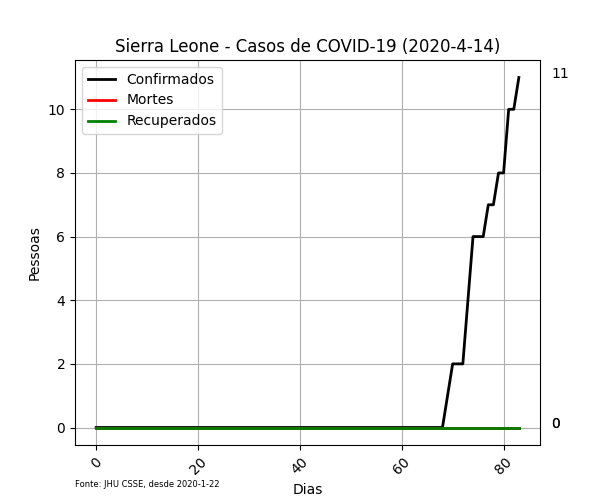 Sierra Leone - Casos de COVID-19 (2020-4-14)
Confirmados
Mortes
Recuperados
11
10
8
6
4
2
0
0
Pessoas
0 20 40 60 80
Dias
Fonte: JHU CSSE, desde 2020-1-22